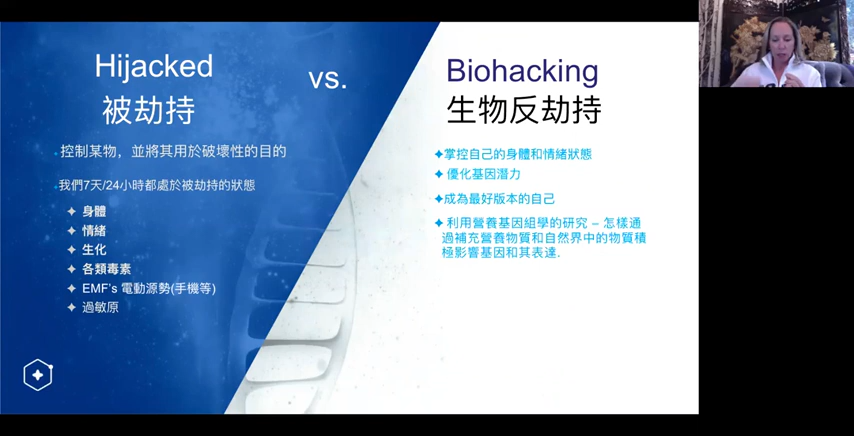 Hijacked
被劫持
vs.
Biohacking
生物反劫持
控制某物，並將其用於破壞性的目的
我們7天/24小時都處於被劫持的狀態
身體
情緒
生化
各類毒素
EMF's 電動源勢(手機等)
過敏原
掌控自己的身體和情緒狀態
優化基因潛力
成為最好版本的自己
利用營養基因組學的研究 – 怎樣通
過補充營養物質和自然界中的物質積
極影響基因和其表達.